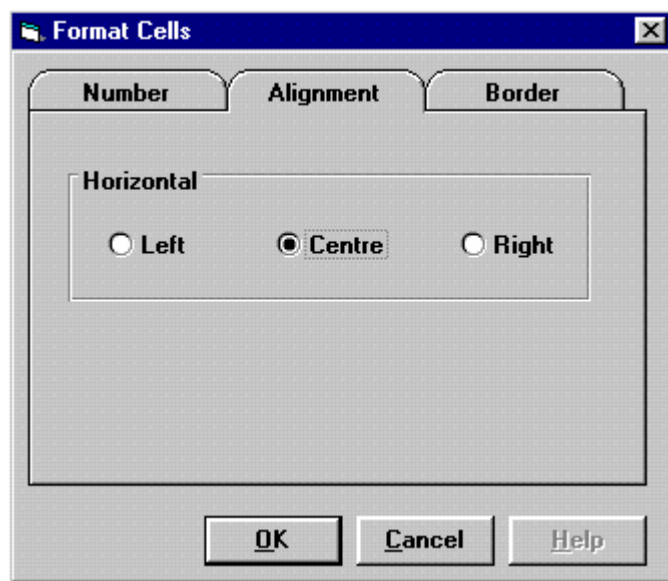 Format Cells
Number Alignment Border
Horizontal
Left Centre Right
OK Cancel Help